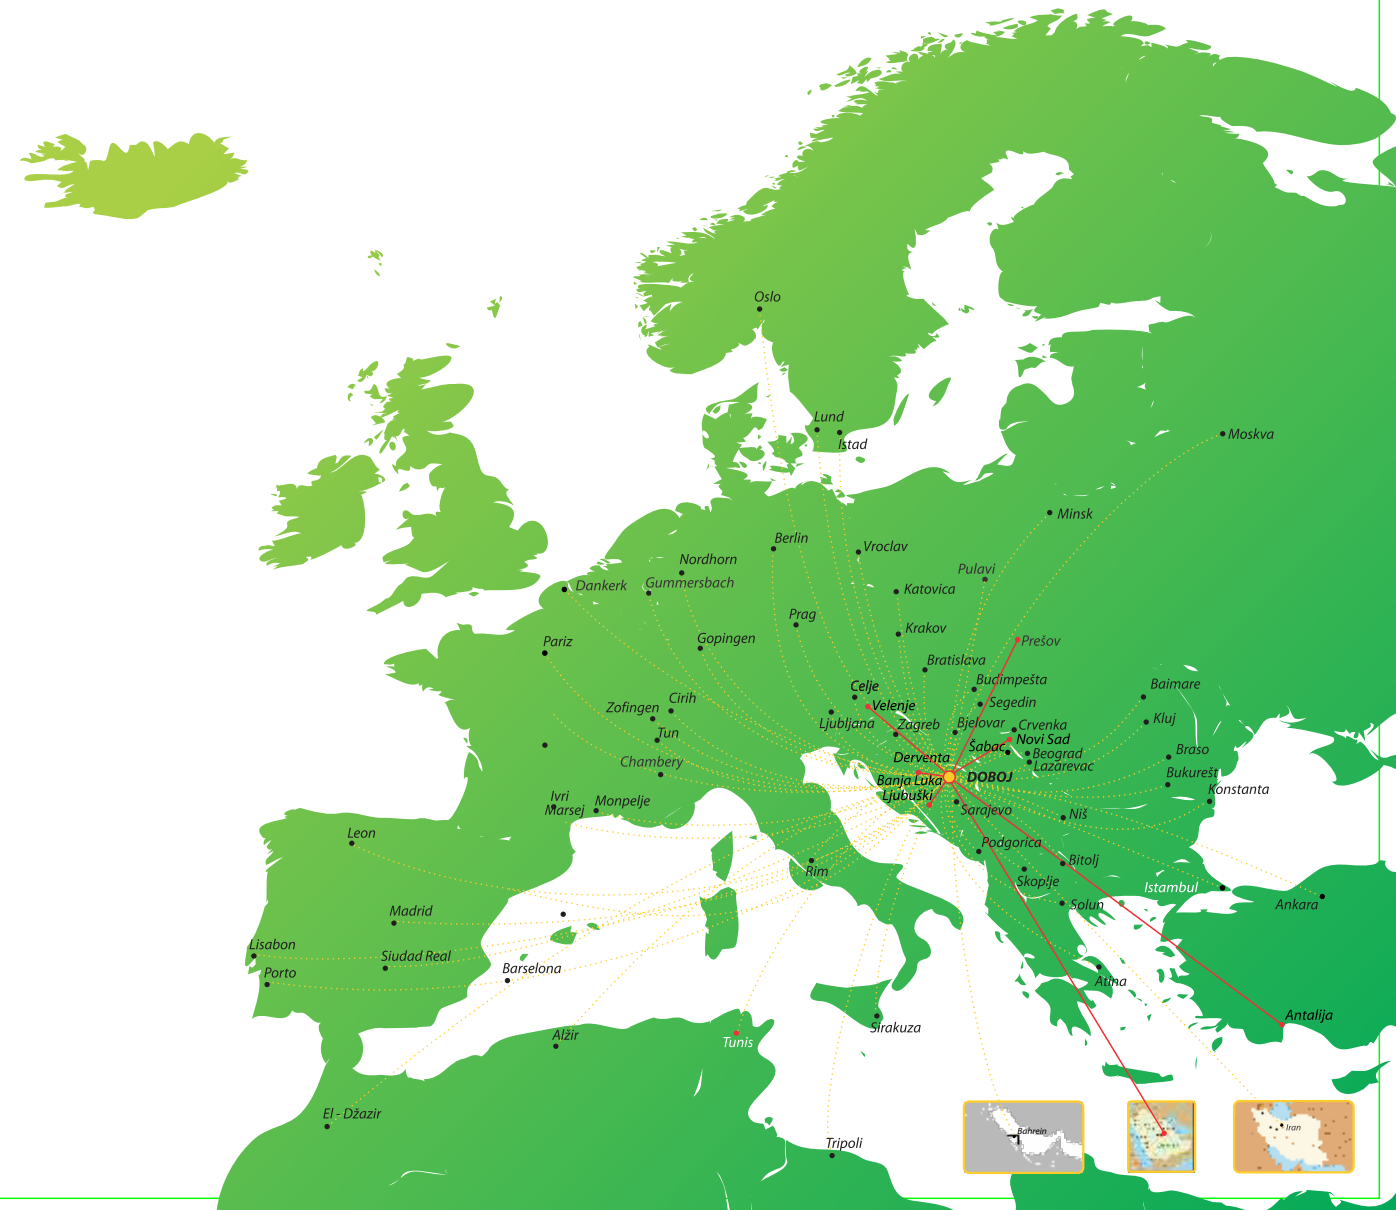 Oslo
Lund
Istad
Moskva
Minsk
Berlin
Vroclav
Nordhorn
Pulavi
Dankerk
Gummersbach
Katovica
Prag
Krakov
Pariz
Gopingen
Prešov
Bratislava
Budimpešta
Celje
Baimare
Cirih
Velenje
Segedin
Zofingen
Ljubljana
Zagreb
Bjelovar
Crvenka
Kluj
Tun
Novi Sad
Šabac
Beograd
Braso
Derventa
Chambery
Lazarevac
Bukurešt
DOBOJ
Banja Luka
Konstanta
Ljubuški
Ivri
Monpelje
Marsej
Sarajevo
Niš
Leon
Podgorica
Bitolj
Rim
Skoplje
Istambul
Madrid
Solun
Ankara
Lisabon
Siudad Real
Barselona
Porto
Atina
Antalija
Sirakuza
Alžir
Tunis
El - Džazir
Bahrein
Iran
Tripoli